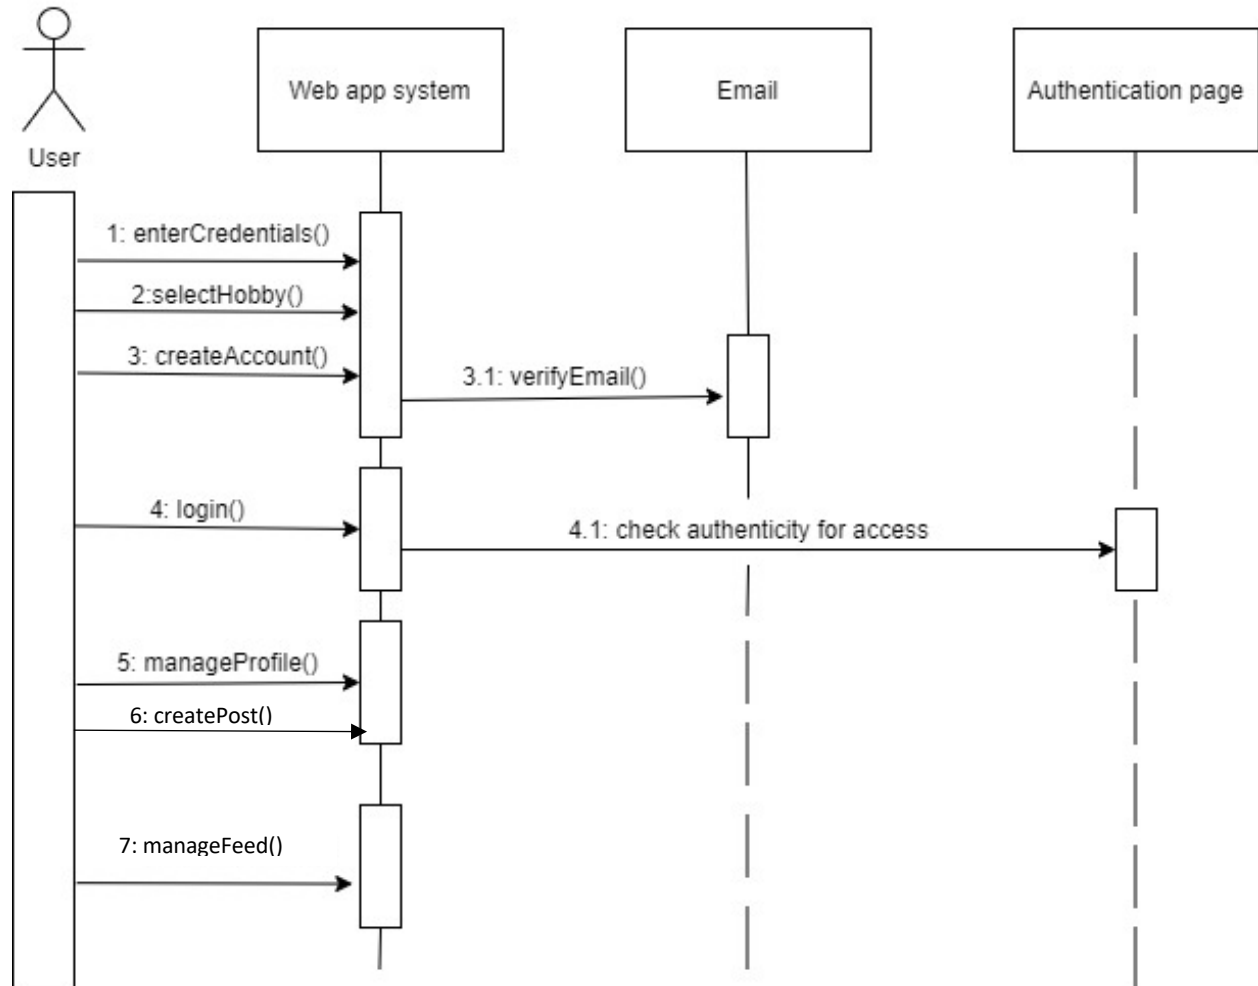 Web app system
Email
Authentication page
User
1: enterCredentials()
2:selectHobby()
3: createAccount()
3.1: verifyEmail()
4: login()
4.1: check authenticity for access
5: manageProfile()
6: createPost()
7: manageFeed()